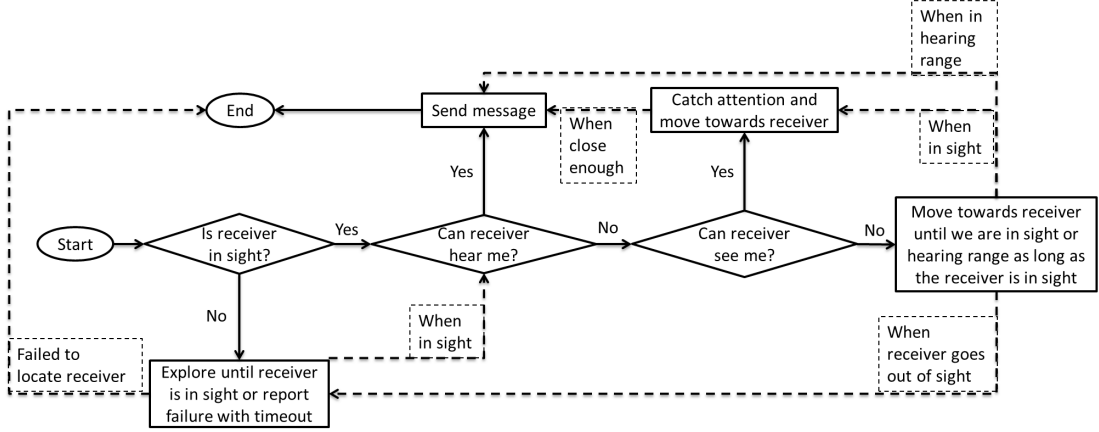 When in
hearing
range
End
Send message
Catch attention and
move towards receiver
When
close
enough
When
in sight
Yes
Yes
Start
Is receiver
in sight?
Yes
Can receiver
hear me?
No
Can receiver
see me?
No
Move towards receiver
until we are in sight or
hearing range as long as
the receiver is in sight
No
When
in sight
When
receiver goes
out of sight
Failed to
locate receiver
Explore until receiver
is in sight or report
failure with timeout